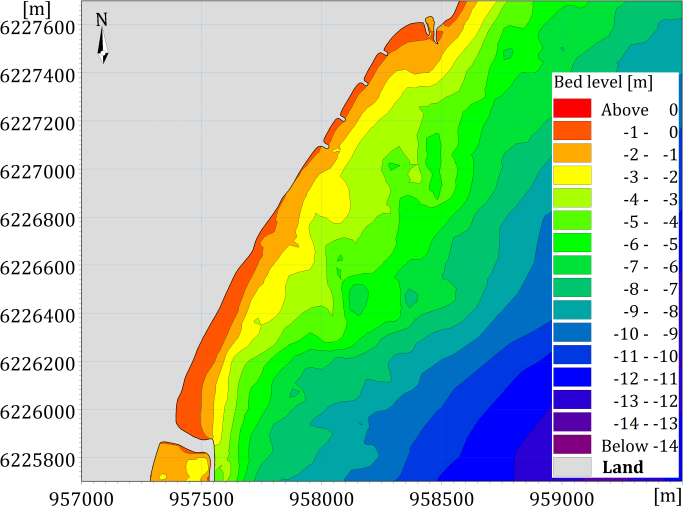 [m]
6227600
N
6227400
6227200
6227000
6226800
6226600
6226400
6226200
6226000
6225800
957000
957500
958000
958500
959000
[m]
Bed level [m]
Above 0
-1 - 0
-2 - -1
-3 - -2
-4 - -3
-5 - -4
-6 - -5
-7 - -6
-8 - -7
-9 - -8
-10 - -9
-11 - -10
-12 - -11
-13 - -12
-14 - -13
Below -14
Land